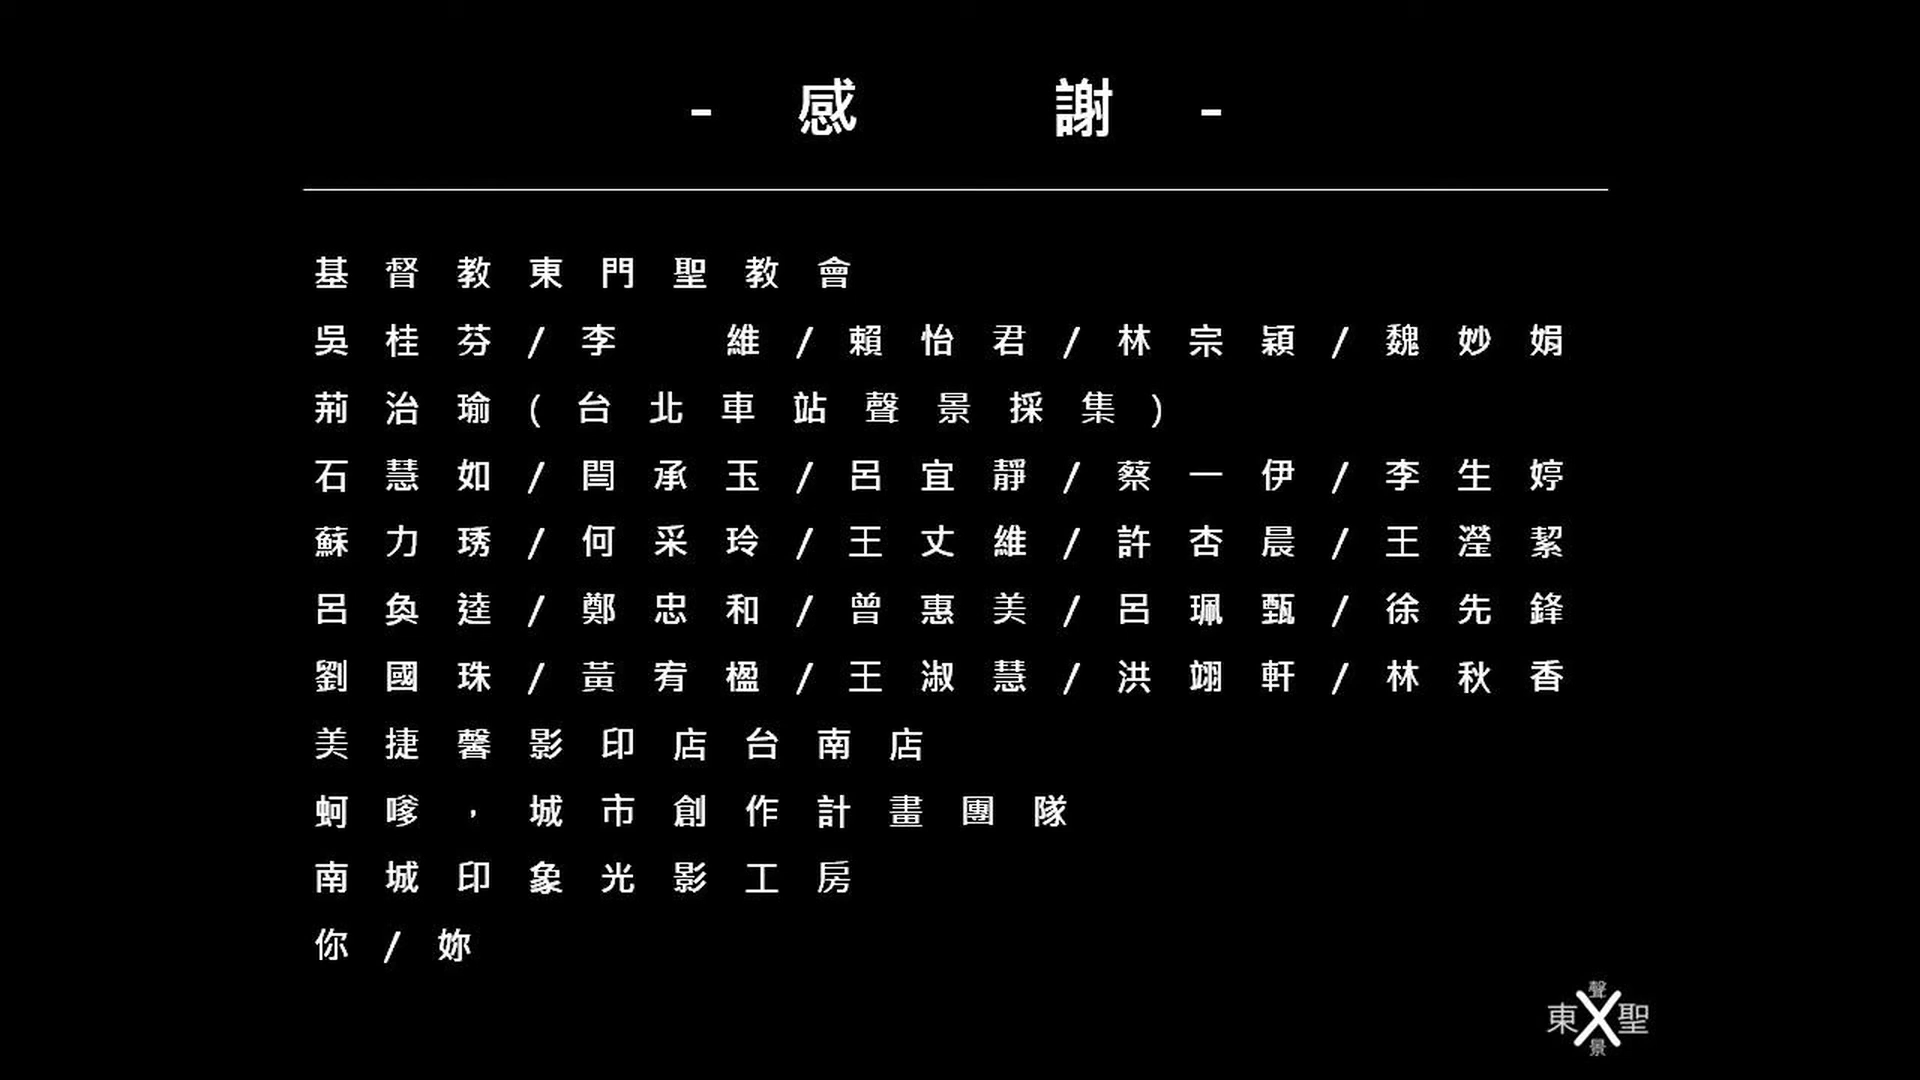 - 感 謝 -
基督教東門聖教會
吳桂芬/李 維/賴怡君/林宗穎/魏妙娟
荊治瑜(台北車站聲景採集)
石慧如/閆承玉/呂宜靜/蔡一伊/李生婷
蘇力琇/何采玲/王丈維/許杏晨/王瀅絜
呂奐逵/鄭忠和/曾惠美/呂珮甄/徐先鋒
劉國珠/黃宥楹/王淑慧/洪翊軒/林秋香
美捷馨影印店台南店
蚵嗲，城市創作計畫團隊
南城印象光影工房
你/妳
聲
東X聖
景